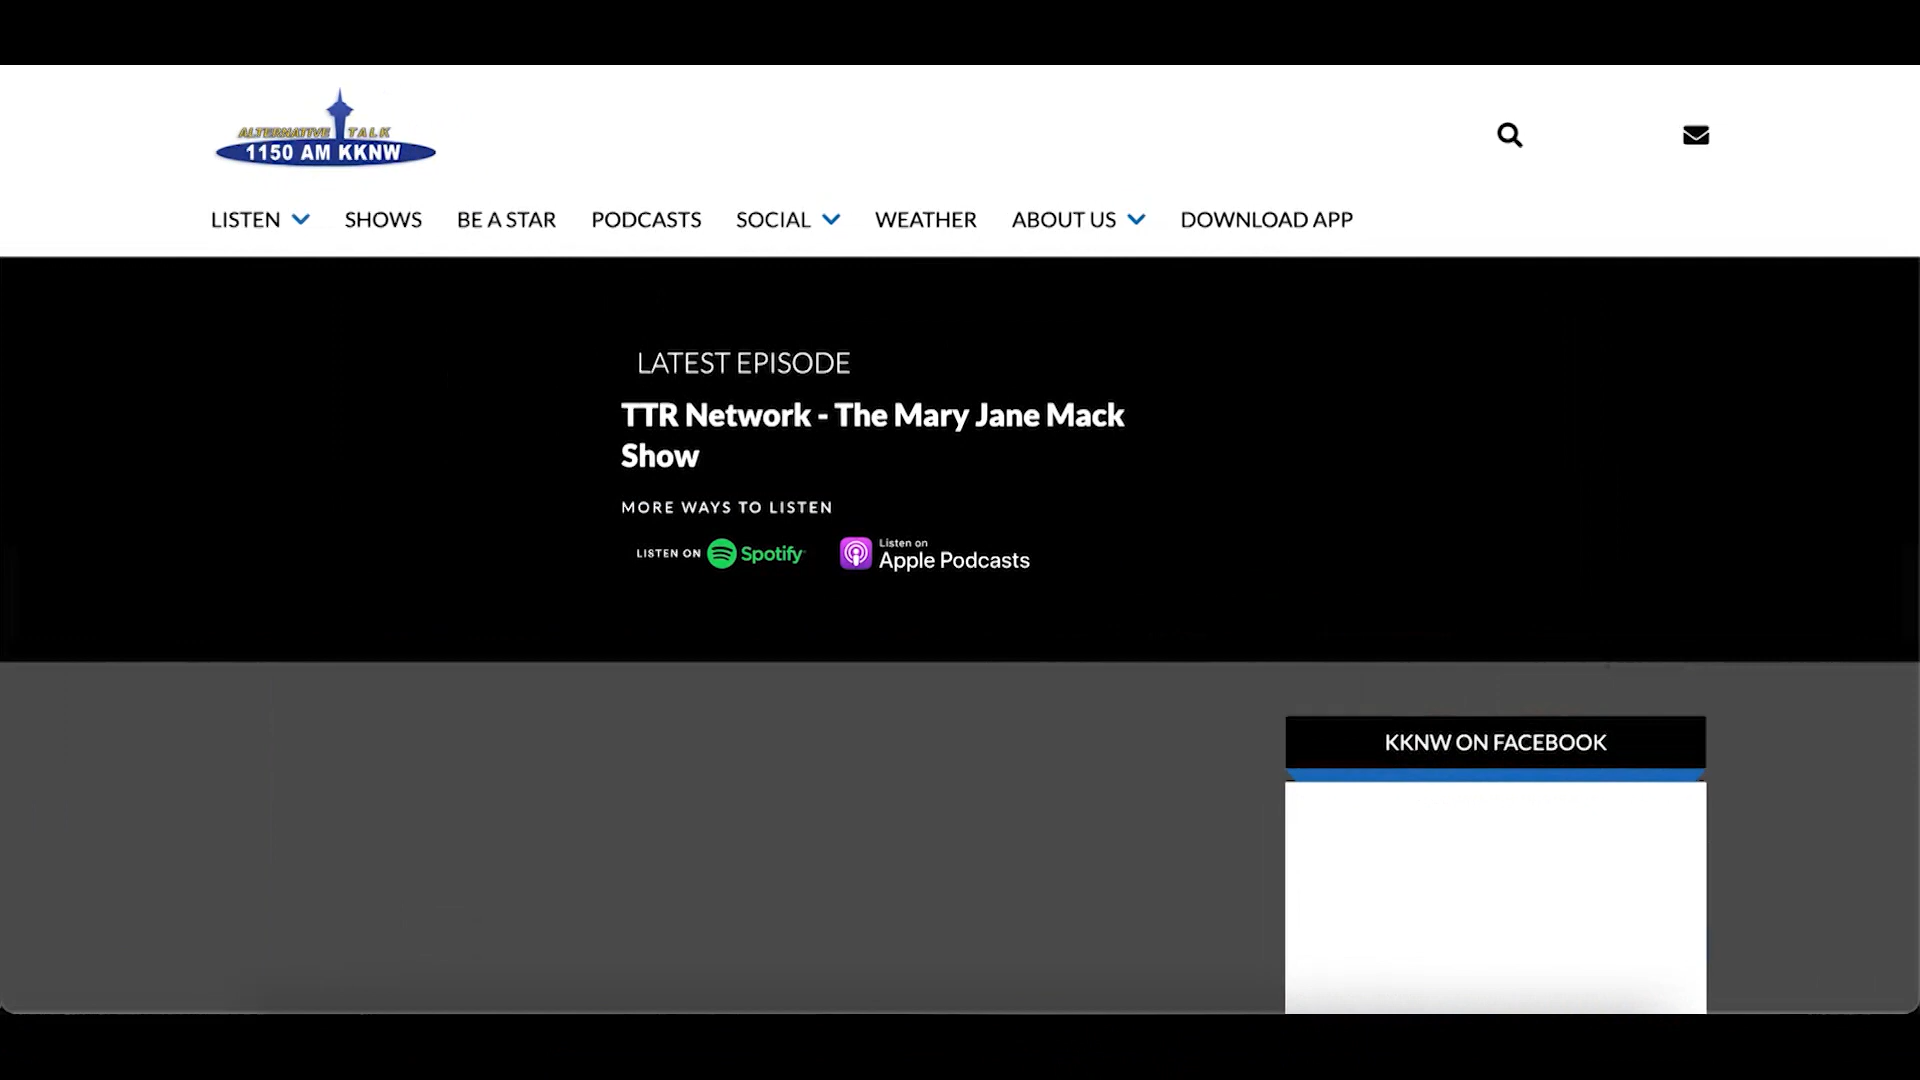 ALTERNATIVE TALK
1150 AM KKNW
LISTEN SHOWS BE A STAR PODCASTS SOCIAL WEATHER ABOUT US DOWNLOAD APP
LATEST EPISODE
TTR Network - The Mary Jane Mack
Show
MORE WAYS TO LISTEN
LISTEN ON Spotify
Listen on
Apple Podcasts
KKNW ON FACEBOOK